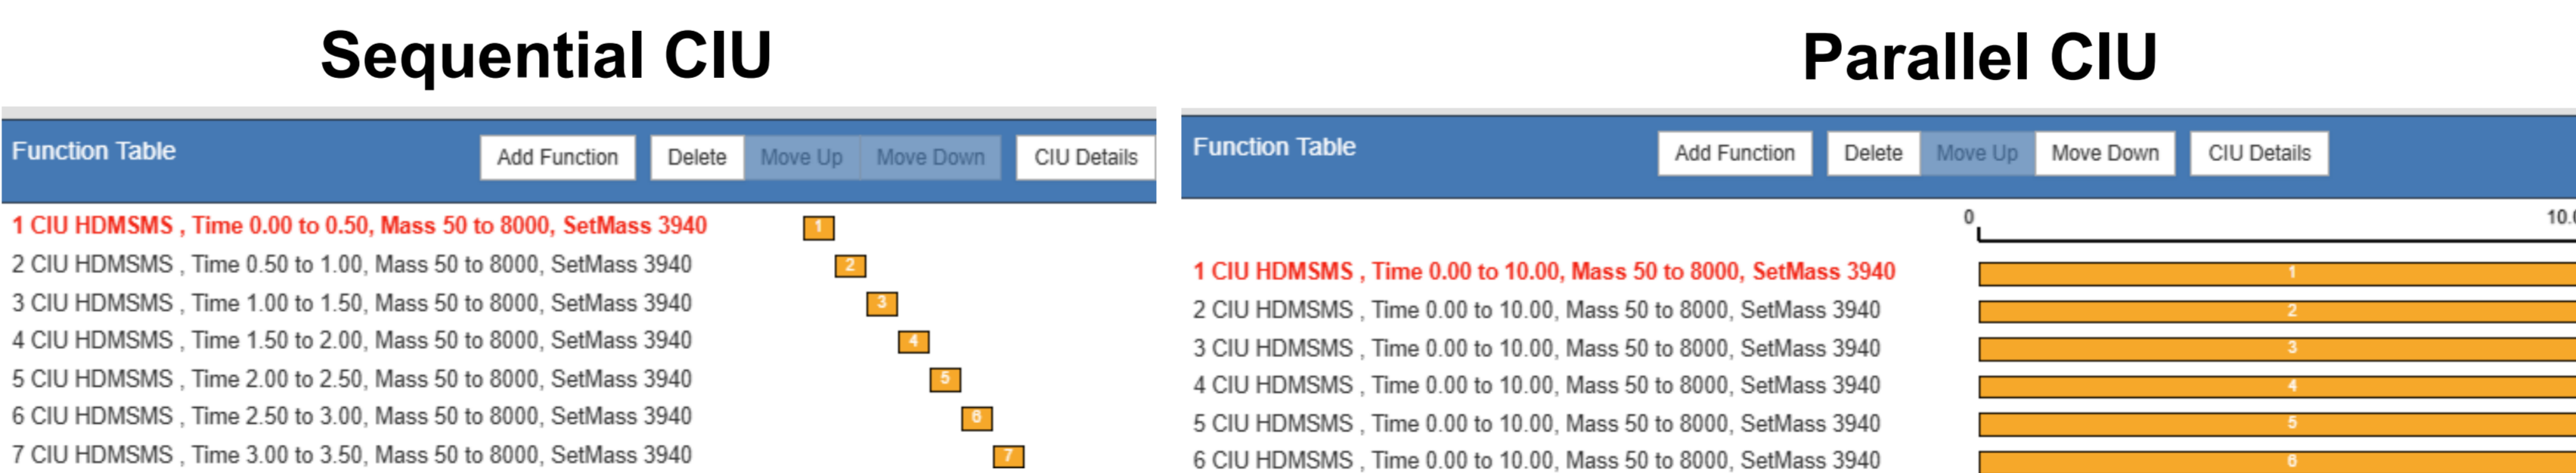 Sequential CIU
Function Table
Add Function
Delete
Move Up
Move Down
CIU Details
1 CIU HDMSMS , Time 0.00 to 0.50, Mass 50 to 8000, SetMass 3940
1
2 CIU HDMSMS , Time 0.50 to 1.00, Mass 50 to 8000, SetMass 3940
2
3 CIU HDMSMS , Time 1.00 to 1.50, Mass 50 to 8000, SetMass 3940
3
4 CIU HDMSMS , Time 1.50 to 2.00, Mass 50 to 8000, SetMass 3940
4
5 CIU HDMSMS , Time 2.00 to 2.50, Mass 50 to 8000, SetMass 3940
5
6 CIU HDMSMS , Time 2.50 to 3.00, Mass 50 to 8000, SetMass 3940
6
7 CIU HDMSMS , Time 3.00 to 3.50, Mass 50 to 8000, SetMass 3940
7
Parallel CIU
Function Table
Add Function
Delete
Move Up
Move Down
CIU Details
0
10.
1 CIU HDMSMS , Time 0.00 to 10.00, Mass 50 to 8000, SetMass 3940
1
2 CIU HDMSMS , Time 0.00 to 10.00, Mass 50 to 8000, SetMass 3940
2
3 CIU HDMSMS , Time 0.00 to 10.00, Mass 50 to 8000, SetMass 3940
3
4 CIU HDMSMS , Time 0.00 to 10.00, Mass 50 to 8000, SetMass 3940
4
5 CIU HDMSMS , Time 0.00 to 10.00, Mass 50 to 8000, SetMass 3940
5
6 CIU HDMSMS , Time 0.00 to 10.00, Mass 50 to 8000, SetMass 3940
6